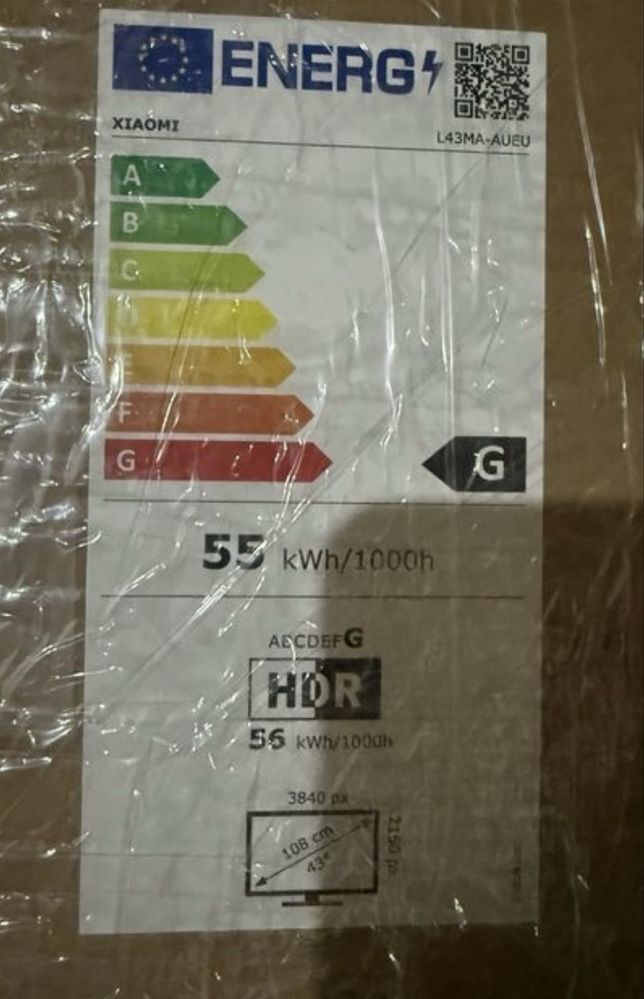 ENERG
XIAOMI
L43MA-AUEU
A
B
C
D
E
F
G
G
55 kWh/1000h
ABCDEFG
HDR
56 kWh/1000h
3840 px
2160 px
108 cm
43"